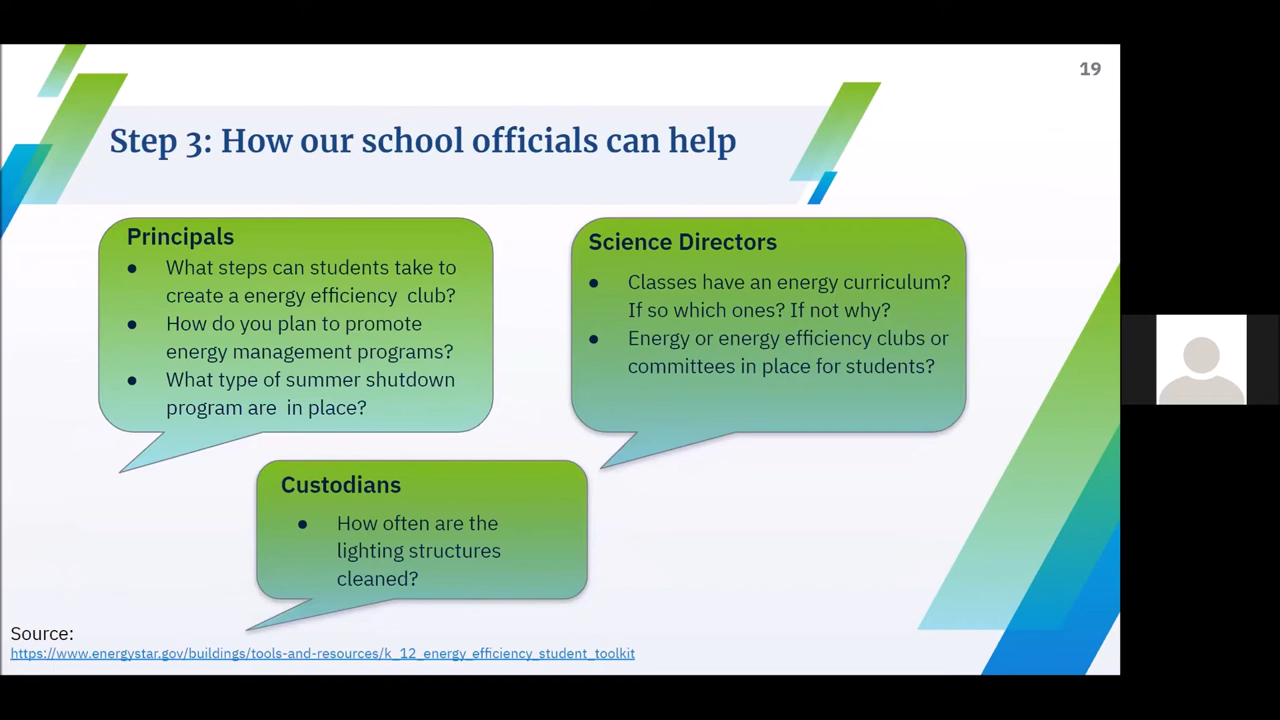 19
Step 3: How our school officials can help
Principals
● What steps can students take to
create a energy efficiency club?
● How do you plan to promote
energy management programs?
● What type of summer shutdown
program are in place?
Science Directors
● Classes have an energy curriculum?
If so which ones? If not why?
● Energy or energy efficiency clubs or
committees in place for students?
Custodians
● How often are the
lighting structures
cleaned?
Source:
https://www.energystar.gov/buildings/tools-and-resources/k_12_energy_efficiency_student_toolkit